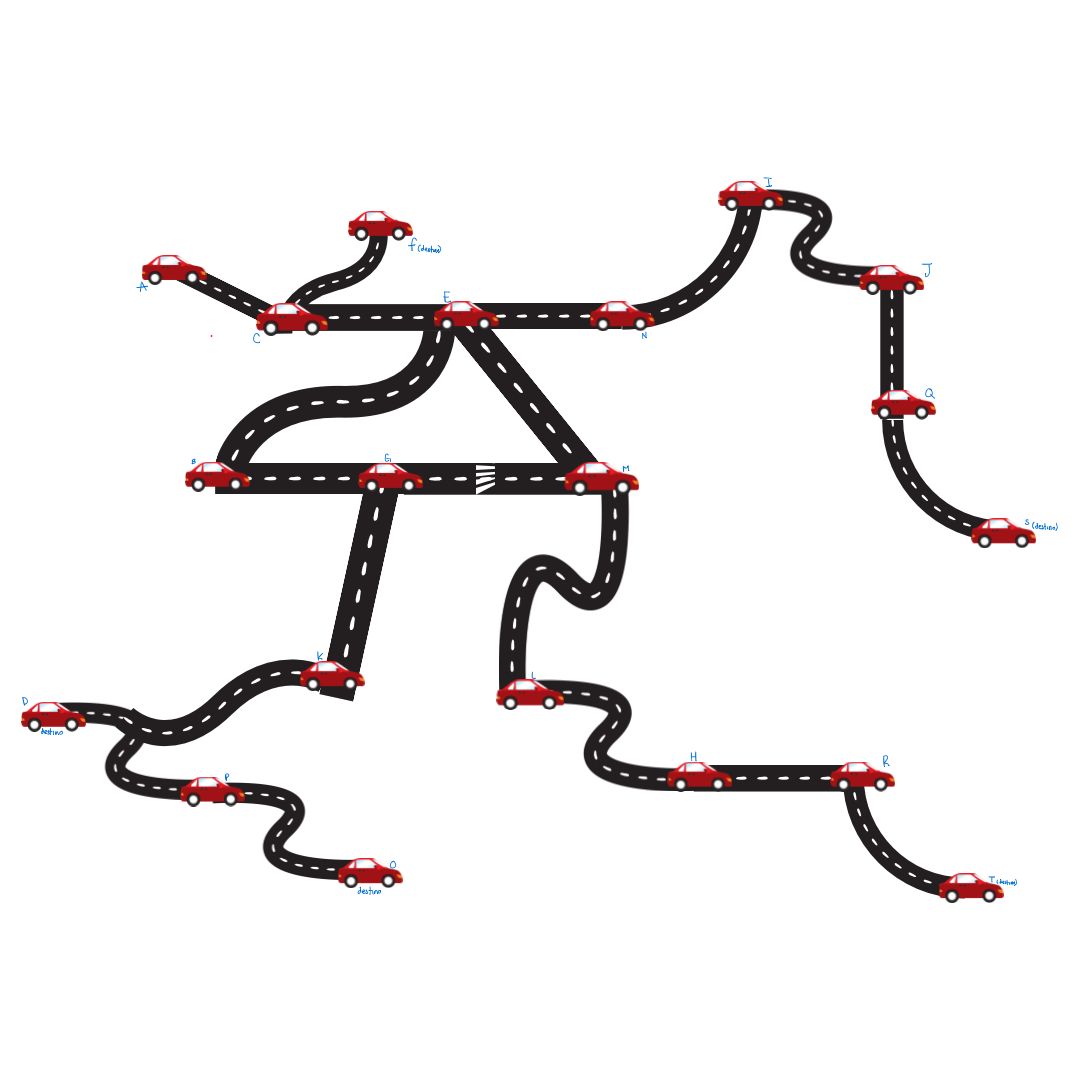 I
f (destino)
A
J
E
C
N
Q
B
G
M
S (destino)
K
L
D
destino
H
R
P
O
destino
T (destino)